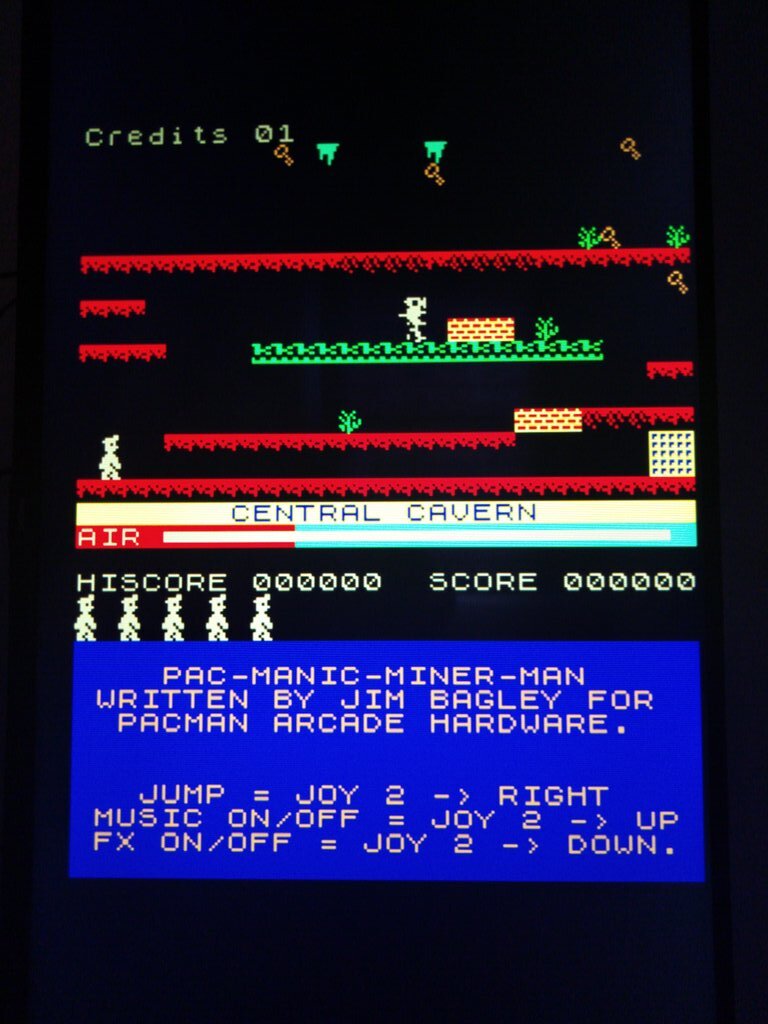 Credits 01
CENTRAL CAVERN
AIR
HISCORE 000000 SCORE 000000
PAC-MANIC-MINER-MAN
WRITTEN BY JIM BAGLEY FOR
PACMAN ARCADE HARDWARE.
JUMP = JOY 2 -> RIGHT
MUSIC ON/OFF = JOY 2 -> UP
FX ON/OFF = JOY 2 -> DOWN.